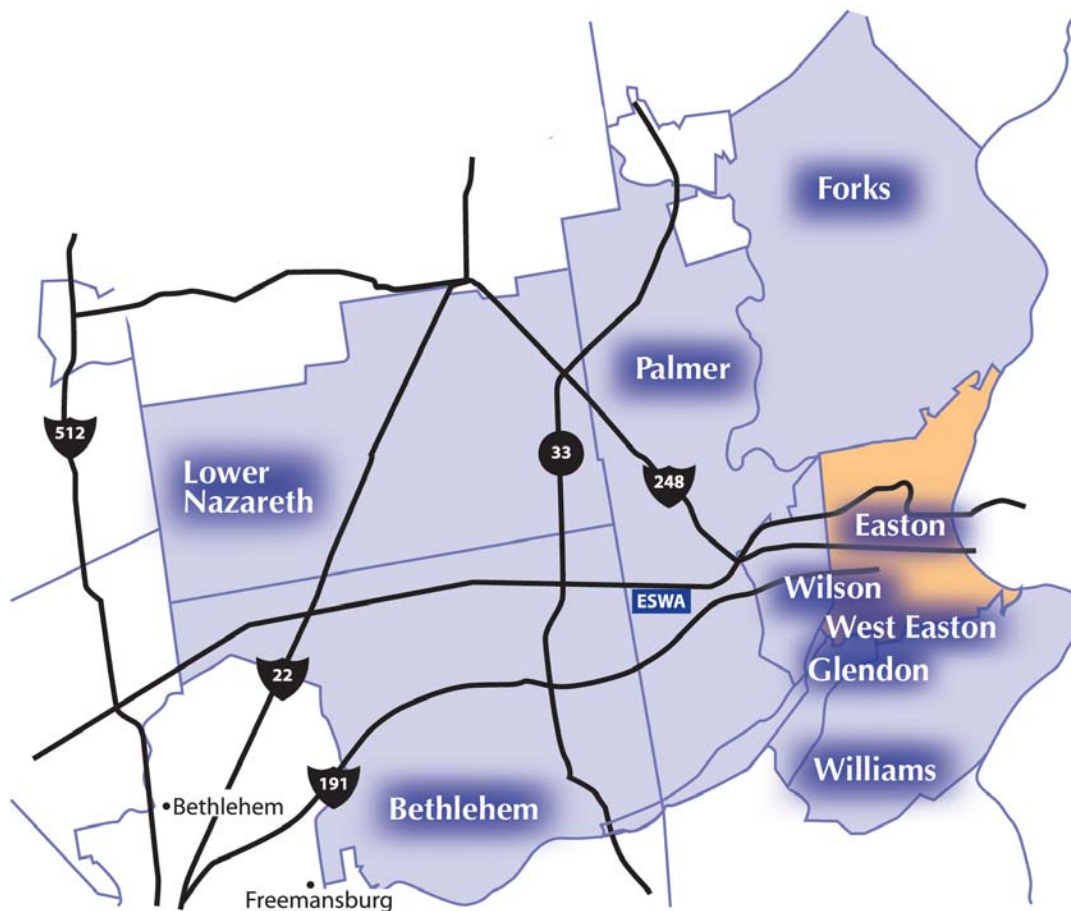 Forks
Palmer
512
33
Lower
Nazareth
248
Easton
Wilson
ESWA
West Easton
Glendon
22
Williams
191
Bethlehem
Bethlehem
Freemansburg